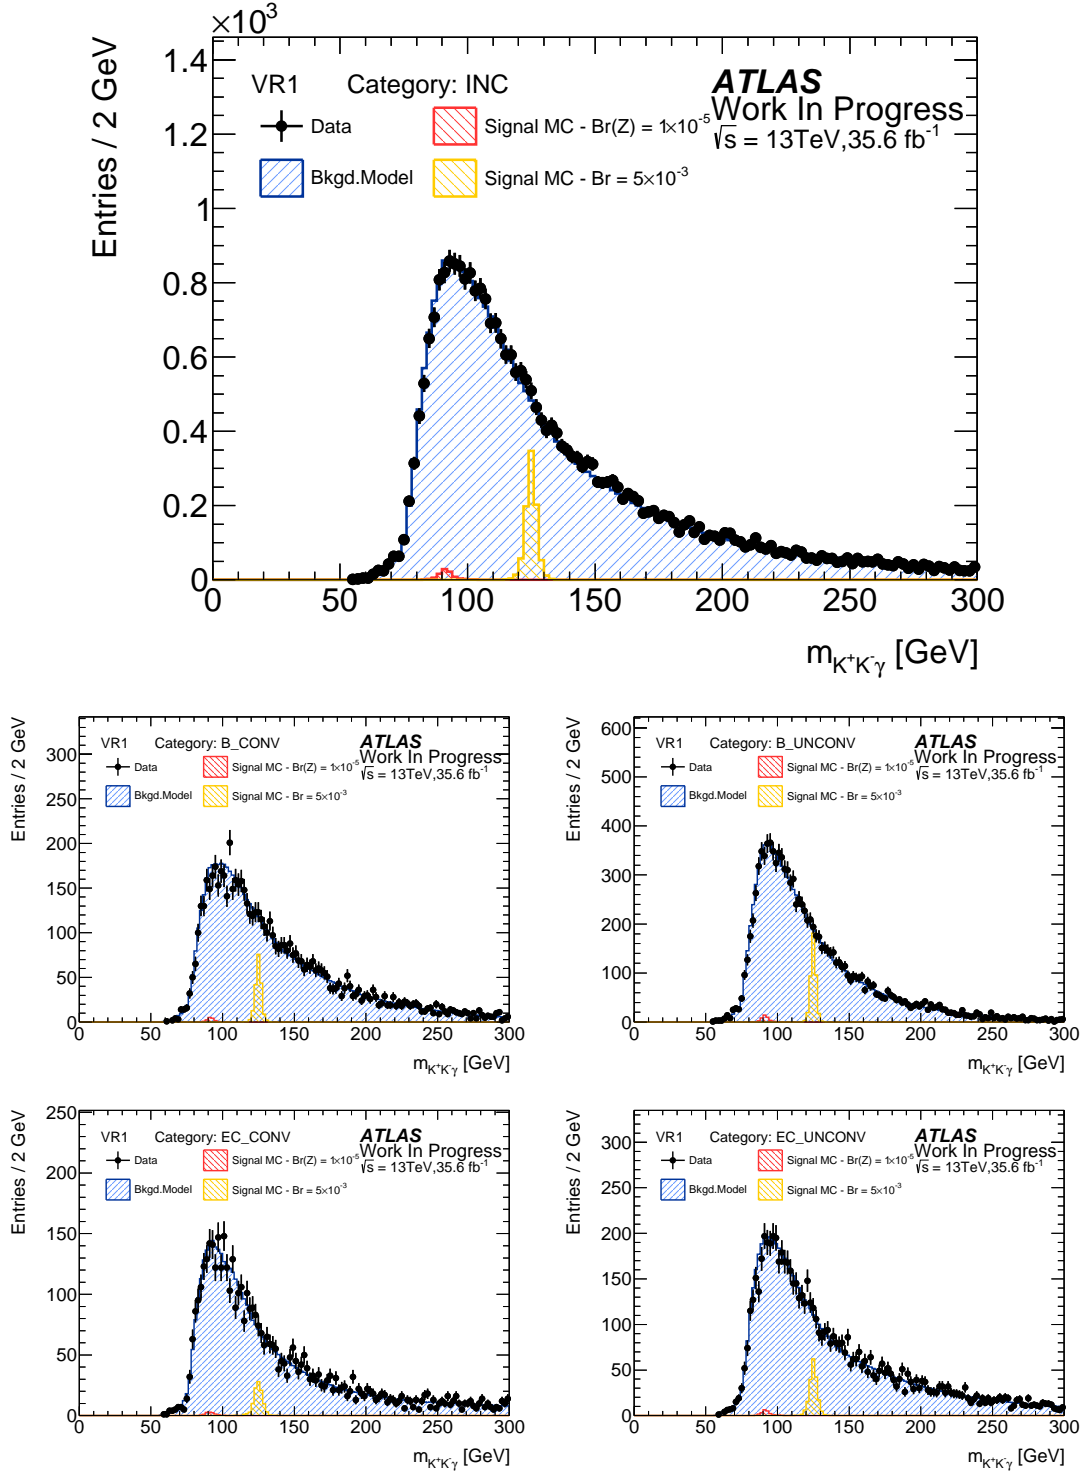 ×10³
Entries / 2 GeV
VR1 Category: INC
Data
Bkgd.Model
Signal MC - Br(Z) = 1×10⁻⁵
Signal MC - Br = 5×10⁻³
ATLAS
Work In Progress
√s = 13TeV,35.6 fb⁻¹
1.4
1.2
1
0.8
0.6
0.4
0.2
0
0 50 100 150 200 250 300
m_K⁺K⁻γ [GeV]
Entries / 2 GeV
VR1 Category: B_CONV
Data
Bkgd.Model
Signal MC - Br(Z) = 1×10⁻⁵
Signal MC - Br = 5×10⁻³
ATLAS
Work In Progress
√s = 13TeV,35.6 fb⁻¹
300
250
200
150
100
50
0
0 50 100 150 200 250 300
m_K⁺K⁻γ [GeV]
Entries / 2 GeV
VR1 Category: B_UNCONV
Data
Bkgd.Model
Signal MC - Br(Z) = 1×10⁻⁵
Signal MC - Br = 5×10⁻³
ATLAS
Work In Progress
√s = 13TeV,35.6 fb⁻¹
600
500
400
300
200
100
0
0 50 100 150 200 250 300
m_K⁺K⁻γ [GeV]
Entries / 2 GeV
VR1 Category: EC_CONV
Data
Bkgd.Model
Signal MC - Br(Z) = 1×10⁻⁵
Signal MC - Br = 5×10⁻³
ATLAS
Work In Progress
√s = 13TeV,35.6 fb⁻¹
250
200
150
100
50
0
0 50 100 150 200 250 300
m_K⁺K⁻γ [GeV]
Entries / 2 GeV
VR1 Category: EC_UNCONV
Data
Bkgd.Model
Signal MC - Br(Z) = 1×10⁻⁵
Signal MC - Br = 5×10⁻³
ATLAS
Work In Progress
√s = 13TeV,35.6 fb⁻¹
300
250
200
150
100
50
0
0 50 100 150 200 250 300
m_K⁺K⁻γ [GeV]